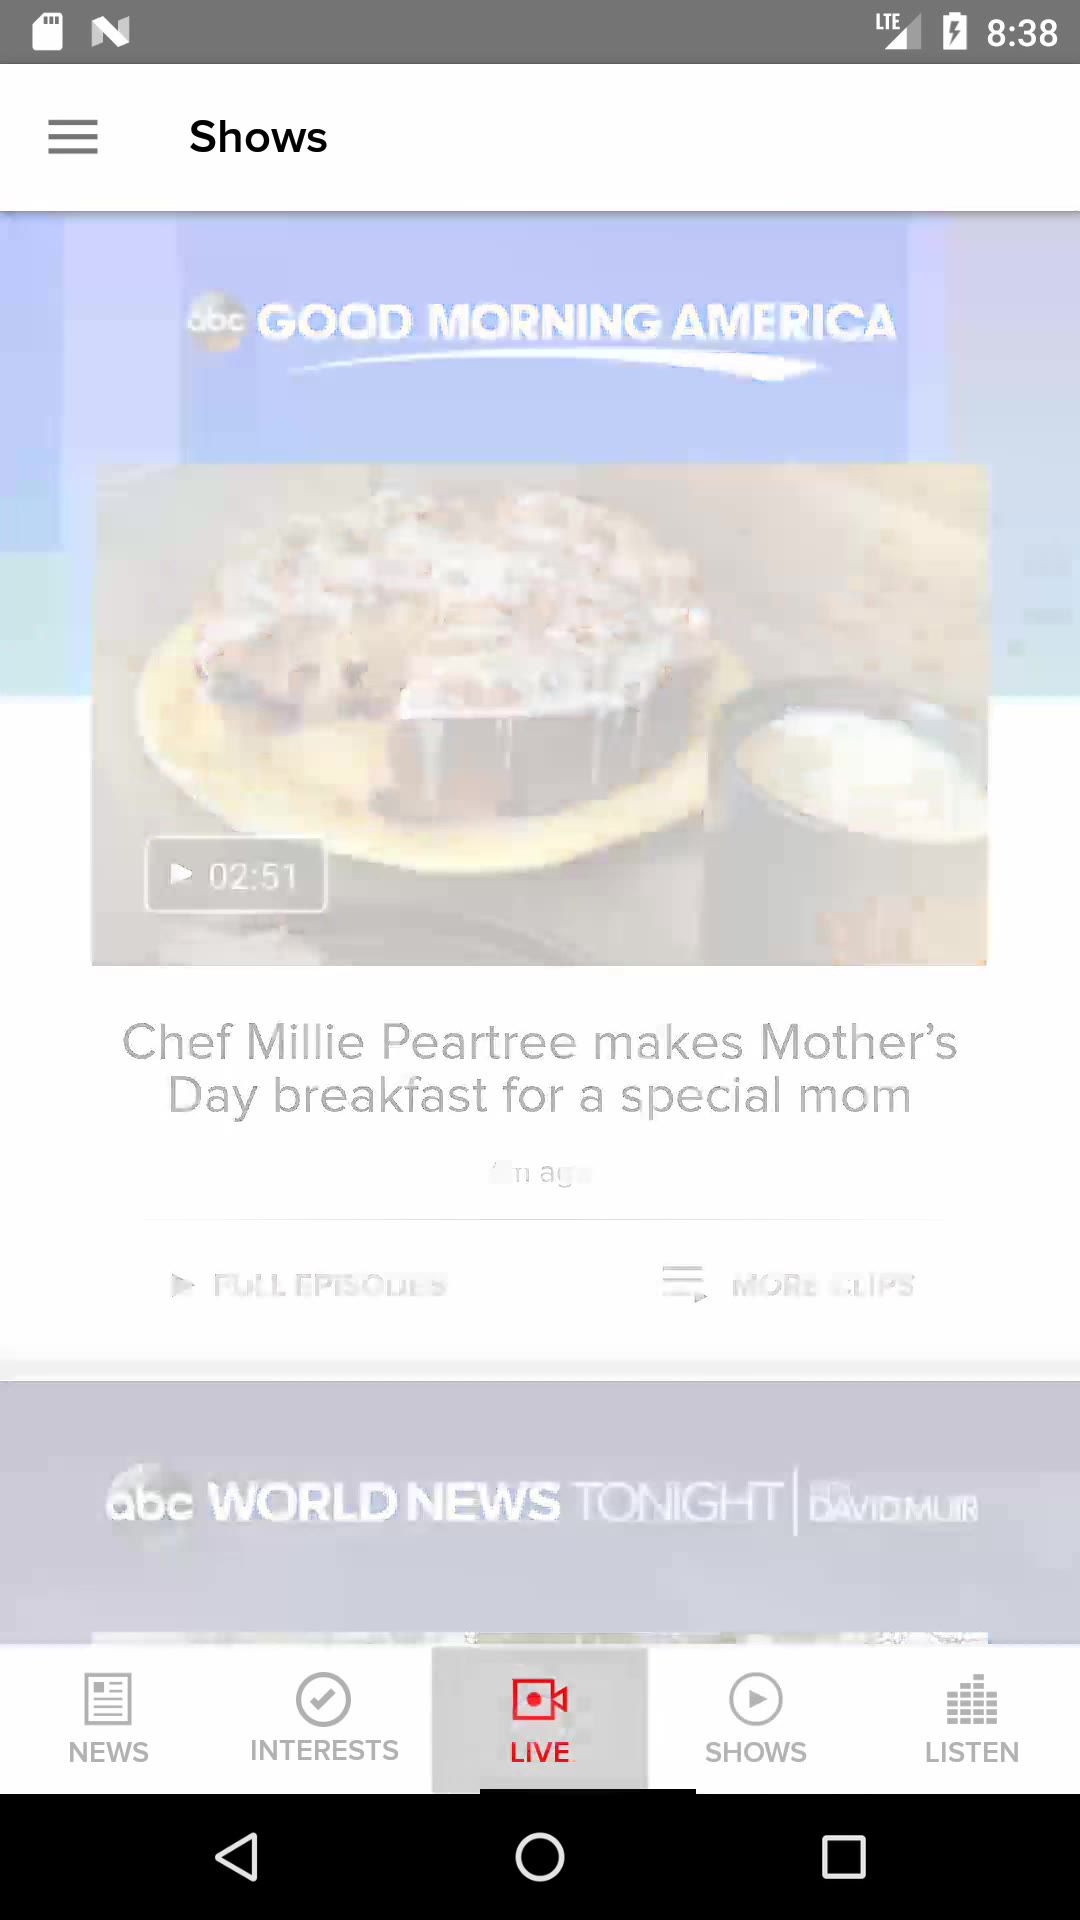 LTE 8:38
Shows
abc GOOD MORNING AMERICA
02:51
Chef Millie Peartree makes Mother’s
Day breakfast for a special mom
FULL EPISODES MORE CLIPS
abc WORLD NEWS TONIGHT DAVID MUIR
NEWS INTERESTS LIVE SHOWS LISTEN